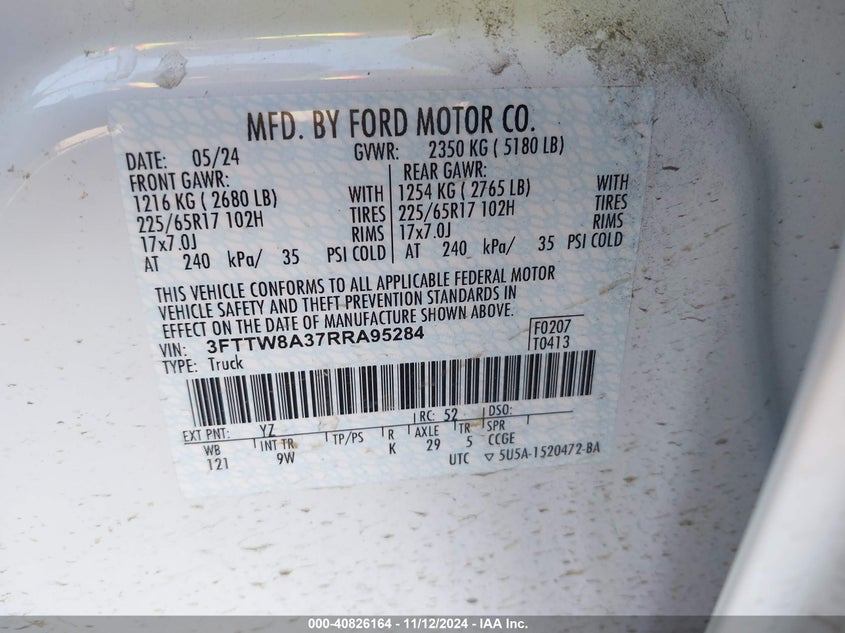 MFD. BY FORD MOTOR CO.
DATE: 05/24 GVWR: 2350 KG ( 5180 LB)
FRONT GAWR: REAR GAWR:
1216 KG ( 2680 LB) WITH 1254 KG ( 2765 LB) WITH
225/65R17 102H TIRES 225/65R17 102H TIRES
17x7.0J RIMS 17x7.0J RIMS
AT 240 kPa/ 35 PSI COLD AT 240 kPa/ 35 PSI COLD
THIS VEHICLE CONFORMS TO ALL APPLICABLE FEDERAL MOTOR
VEHICLE SAFETY AND THEFT PREVENTION STANDARDS IN
EFFECT ON THE DATE OF MANUFACTURE SHOWN ABOVE.
VIN: 3FTTW8A37RRA95284 F0207
TYPE: Truck T0413
EXT PNT: YZ RC: 52 DSO:
WB INT TR TP/PS R AXLE TR SPR
121 9W K 29 5 CCGE
UTC ▽ 5U5A-1520472-BA
000-40826164 - 11/12/2024 - IAA Inc.